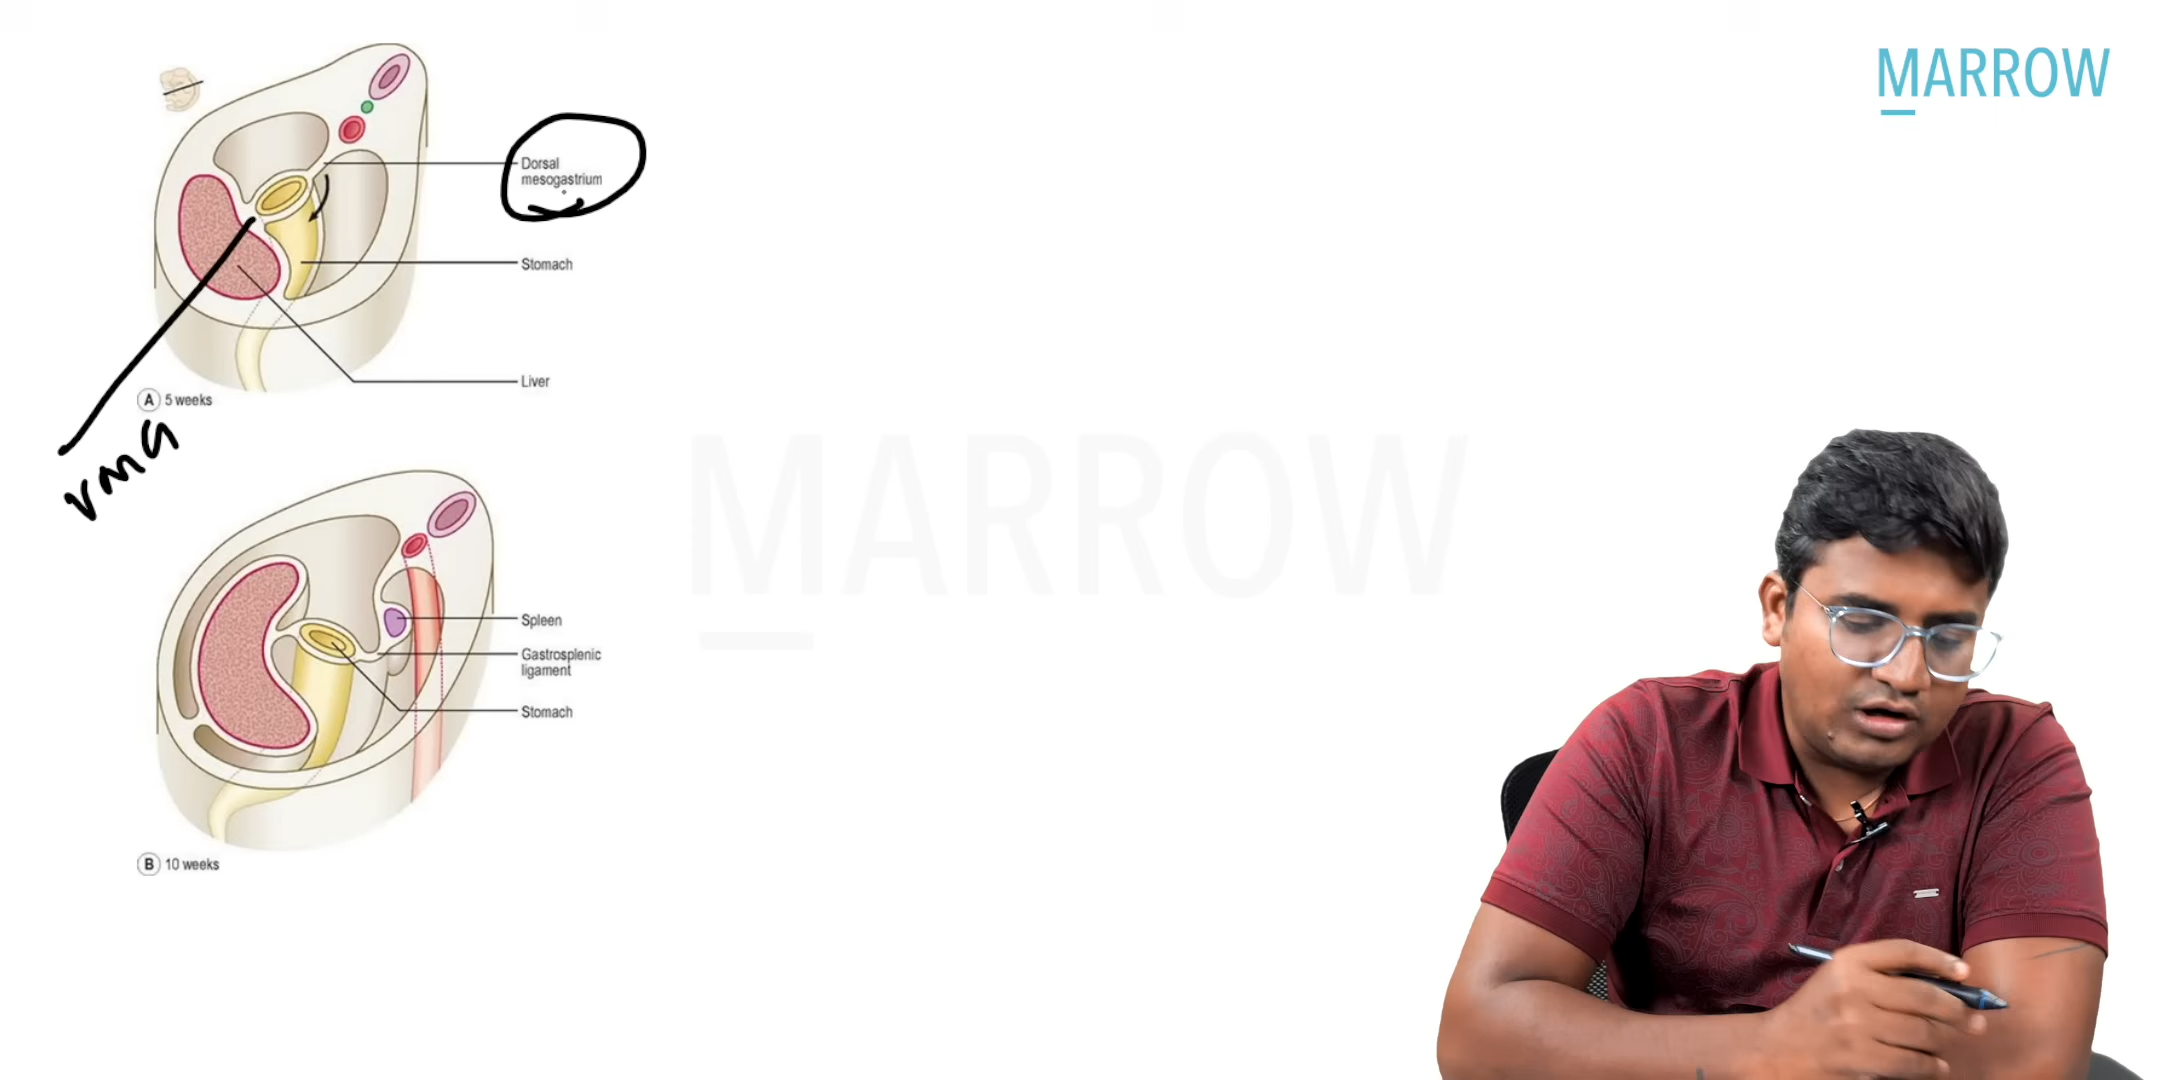 MARROW
Dorsal
mesogastrium
Stomach
Liver
A 5 weeks
VMG
Spleen
Gastrosplenic
ligament
Stomach
B 10 weeks
MARROW